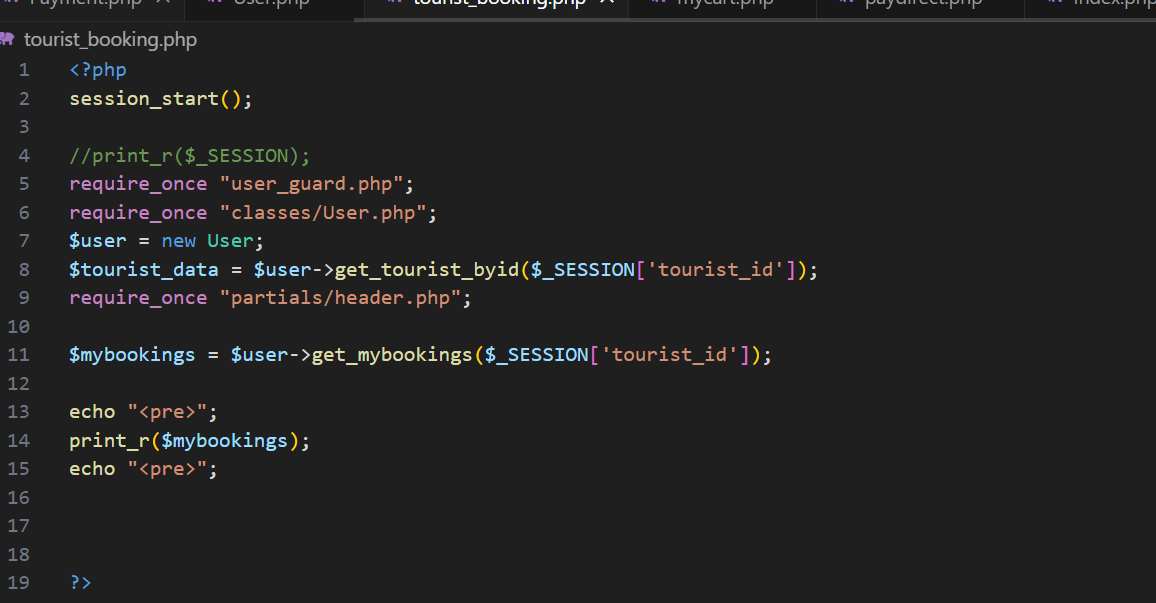 Payment.php User.php tourist_booking.php mycart.php paydirect.php index.php
tourist_booking.php
1 <?php
2 session_start();
3
4 //print_r($_SESSION);
5 require_once "user_guard.php";
6 require_once "classes/User.php";
7 $user = new User;
8 $tourist_data = $user->get_tourist_byid($_SESSION['tourist_id']);
9 require_once "partials/header.php";
10
11 $mybookings = $user->get_mybookings($_SESSION['tourist_id']);
12
13 echo "<pre>";
14 print_r($mybookings);
15 echo "<pre>";
16
17
18
19 ?>